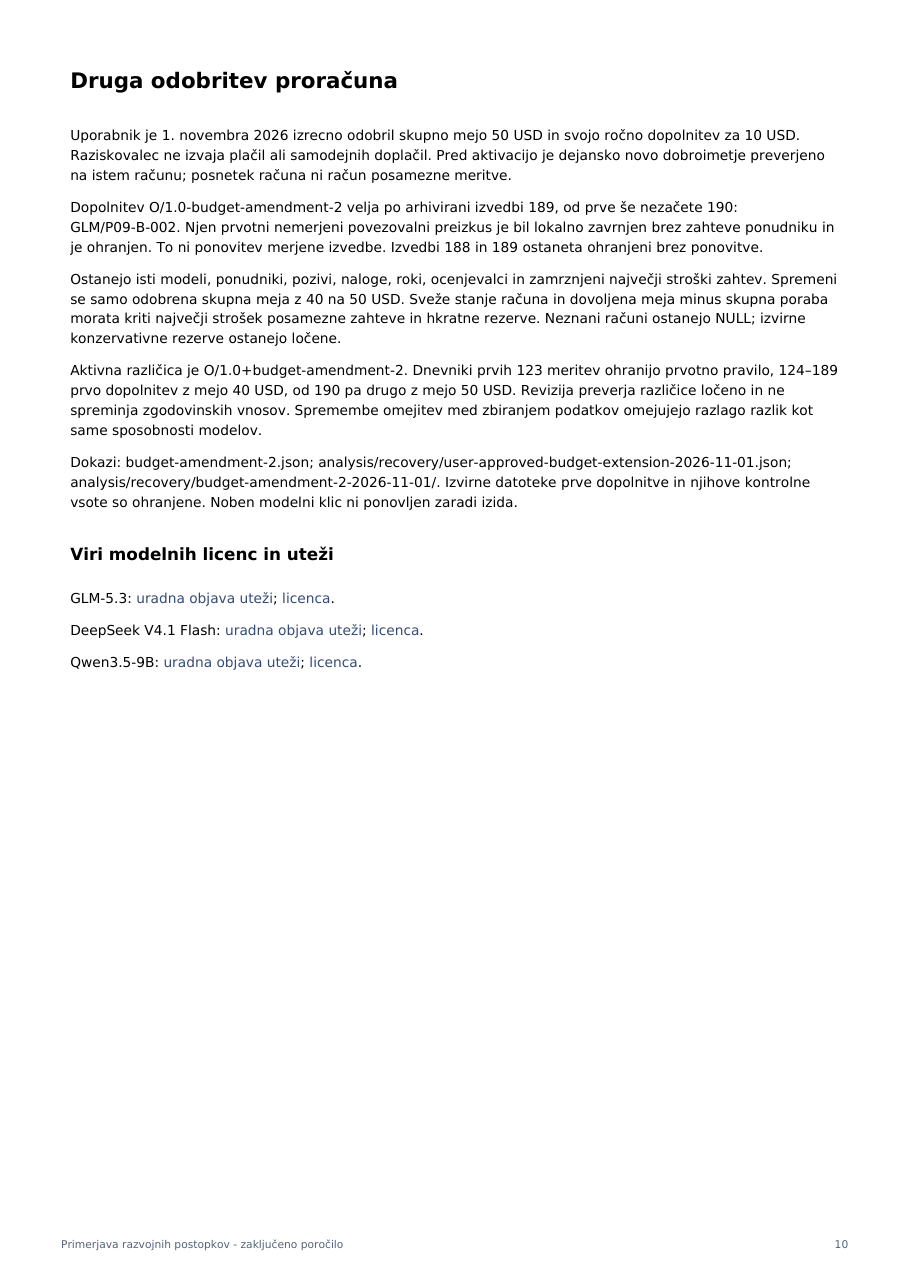 Druga odobritev proračuna
Uporabnik je 1. novembra 2026 izrecno odobril skupno mejo 50 USD in svojo ročno dopolnitev za 10 USD.
Raziskovalec ne izvaja plačil ali samodejnih doplačil. Pred aktivacijo je dejansko novo dobroimetje preverjeno
na istem računu; posnetek računa ni račun posamezne meritve.
Dopolnitev O/1.0-budget-amendment-2 velja po arhivirani izvedbi 189, od prve še nezačete 190:
GLM/P09-B-002. Njen prvotni nemerjeni povezovalni preizkus je bil lokalno zavrnjen brez zahteve ponudniku in
je ohranjen. To ni ponovitev merjene izvedbe. Izvedbi 188 in 189 ostaneta ohranjeni brez ponovitve.
Ostanejo isti modeli, ponudniki, pozivi, naloge, roki, ocenjevalci in zamrznjeni največji stroški zahtev. Spremeni
se samo odobrena skupna meja z 40 na 50 USD. Sveže stanje računa in dovoljena meja minus skupna poraba
morata kriti največji strošek posamezne zahteve in hkratne rezerve. Neznani računi ostanejo NULL; izvirne
konzervativne rezerve ostanejo ločene.
Aktivna različica je O/1.0+budget-amendment-2. Dnevniki prvih 123 meritev ohranijo prvotno pravilo, 124–189
prvo dopolnitev z mejo 40 USD, od 190 pa drugo z mejo 50 USD. Revizija preverja različice ločeno in ne
spreminja zgodovinskih vnosov. Spremembe omejitev med zbiranjem podatkov omejujejo razlago razlik kot
same sposobnosti modelov.
Dokazi: budget-amendment-2.json; analysis/recovery/user-approved-budget-extension-2026-11-01.json;
analysis/recovery/budget-amendment-2-2026-11-01/. Izvirne datoteke prve dopolnitve in njihove kontrolne
vsote so ohranjene. Noben modelni klic ni ponovljen zaradi izida.
Viri modelnih licenc in uteži
GLM-5.3: uradna objava uteži; licenca.
DeepSeek V4.1 Flash: uradna objava uteži; licenca.
Qwen3.5-9B: uradna objava uteži; licenca.
Primerjava razvojnih postopkov - zaključeno poročilo 10